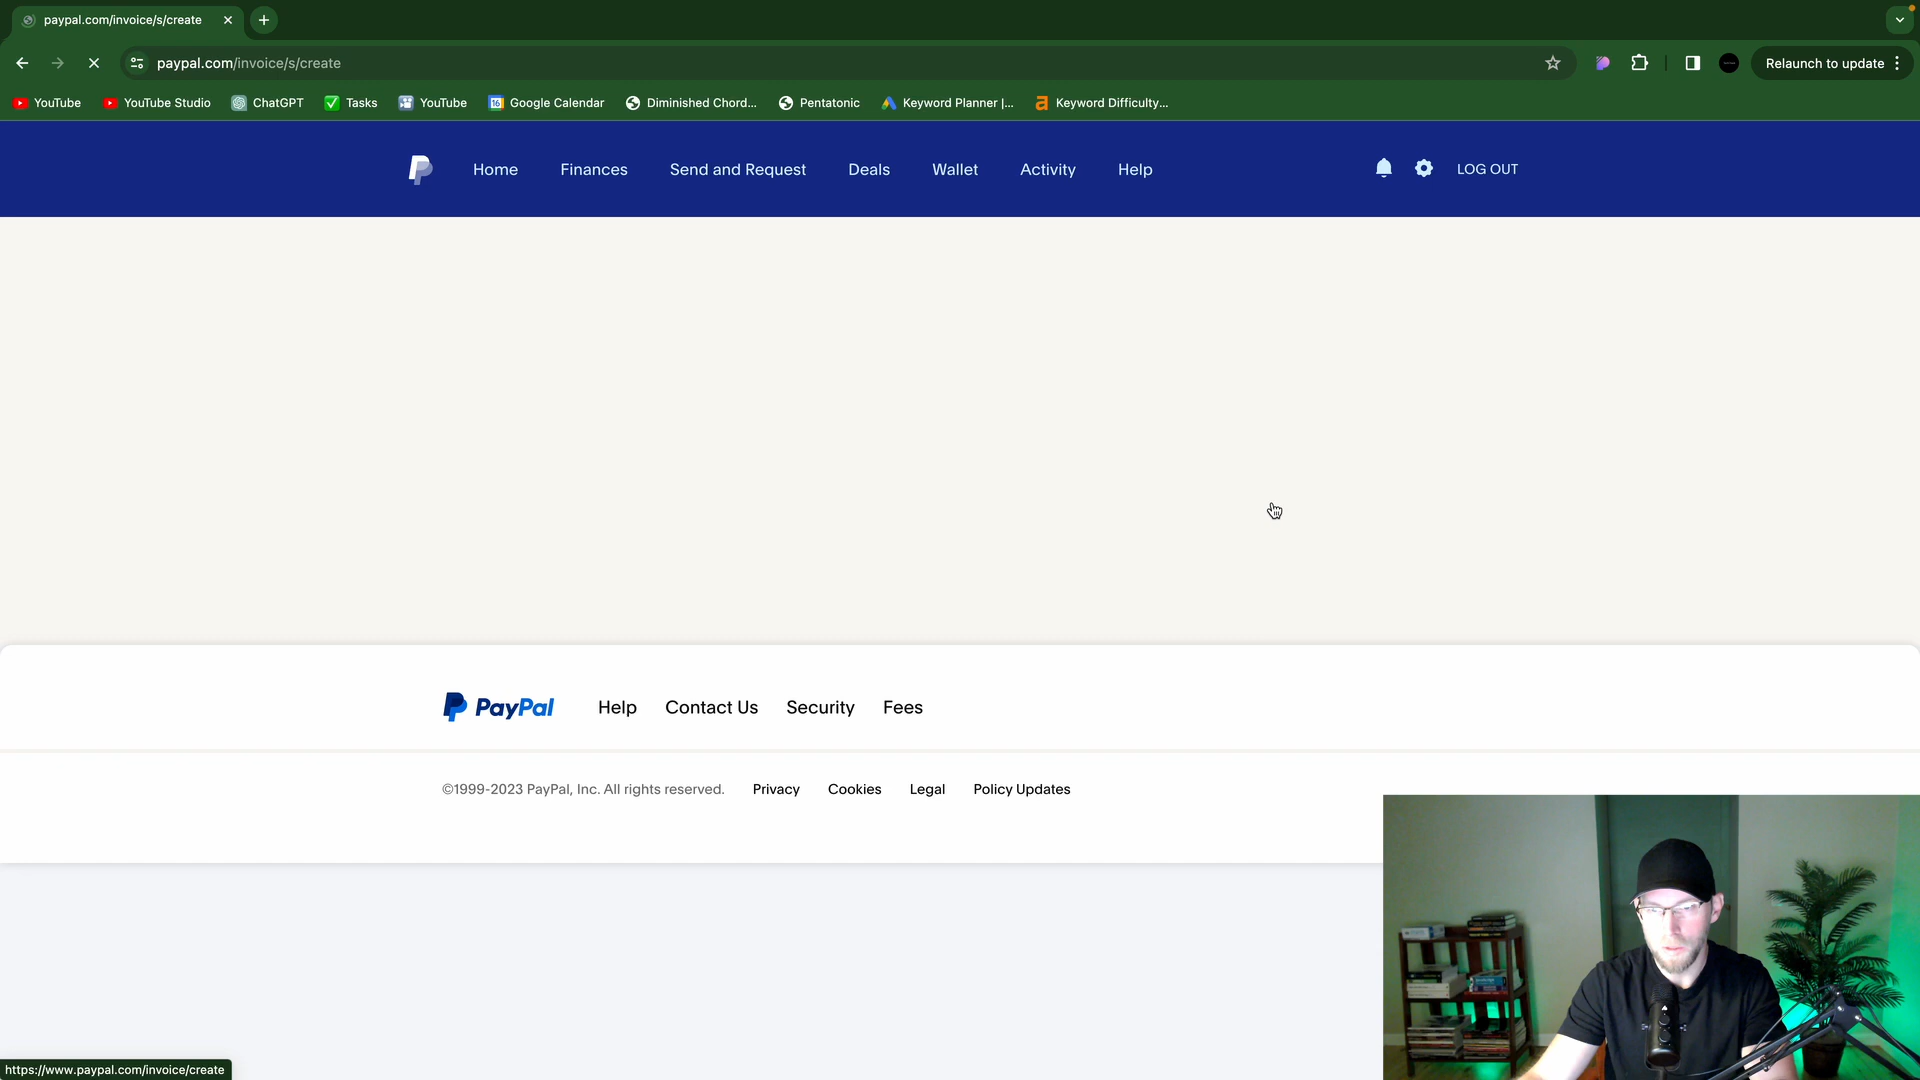 paypal.com/invoice/s/create
paypal.com/invoice/s/create
Relaunch to update
YouTube
YouTube Studio
ChatGPT
Tasks
YouTube
16
Google Calendar
Diminished Chord...
Pentatonic
Keyword Planner |...
Keyword Difficulty...
Home
Finances
Send and Request
Deals
Wallet
Activity
Help
LOG OUT
PayPal
Help
Contact Us
Security
Fees
©1999-2023 PayPal, Inc. All rights reserved.
Privacy
Cookies
Legal
Policy Updates
https://www.paypal.com/invoice/create